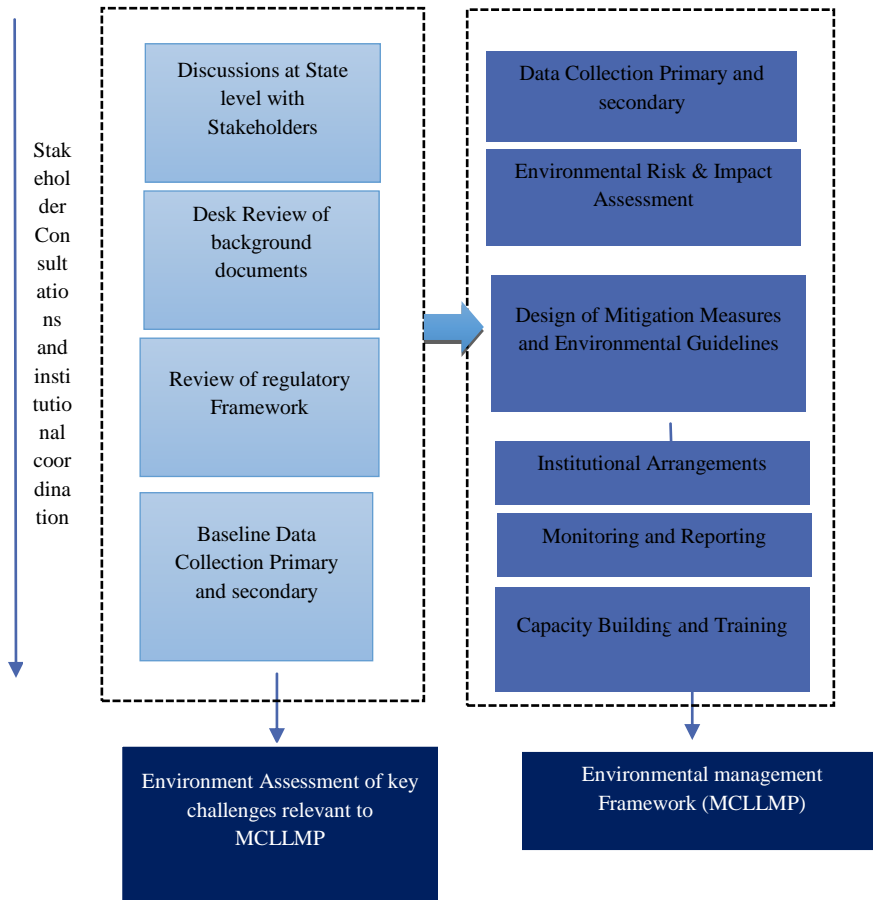 Stak
ehol
der
Con
sult
atio
ns
and
insti
tutio
nal
coor
dina
tion
Discussions at State
level with
Stakeholders
Desk Review of
background
documents
Review of regulatory
Framework
Baseline Data
Collection Primary
and secondary
Environment Assessment of key
challenges relevant to
MCLLMP
Data Collection Primary and
secondary
Environmental Risk & Impact
Assessment
Design of Mitigation Measures
and Environmental Guidelines
Institutional Arrangements
Monitoring and Reporting
Capacity Building and Training
Environmental management
Framework (MCLLMP)